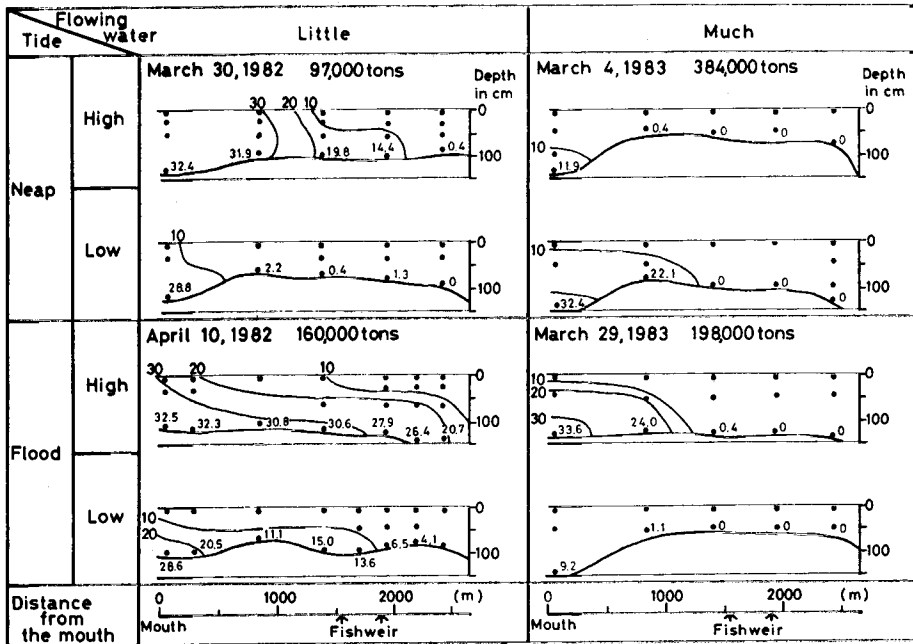 Flowing water
Tide
Little
Much
Neap
High
March 30, 1982 97,000 tons
Depth in cm
30 20 10
0
100
32.4 31.9 19.8 14.4 0.4
March 4, 1983 384,000 tons
Depth in cm
0
100
10
11.9 0.4 0 0 0
Low
10
0
100
28.8 2.2 0.4 1.3 0
10
0
100
32.4 22.1 0 0 0
Flood
High
April 10, 1982 160,000 tons
30 20 10
0
100
32.5 32.3 30.8 30.6 27.9 26.4 20.7
March 29, 1983 198,000 tons
10
20
30
0
100
33.6 24.0 0.4 0 0
Low
10
20
0
100
28.6 20.5 11.1 15.0 13.6 6.5 4.1
0
100
9.2 1.1 0 0 0
Distance from the mouth
0 1000 2000 (m)
Mouth Fishweir
0 1000 2000 (m)
Mouth Fishweir